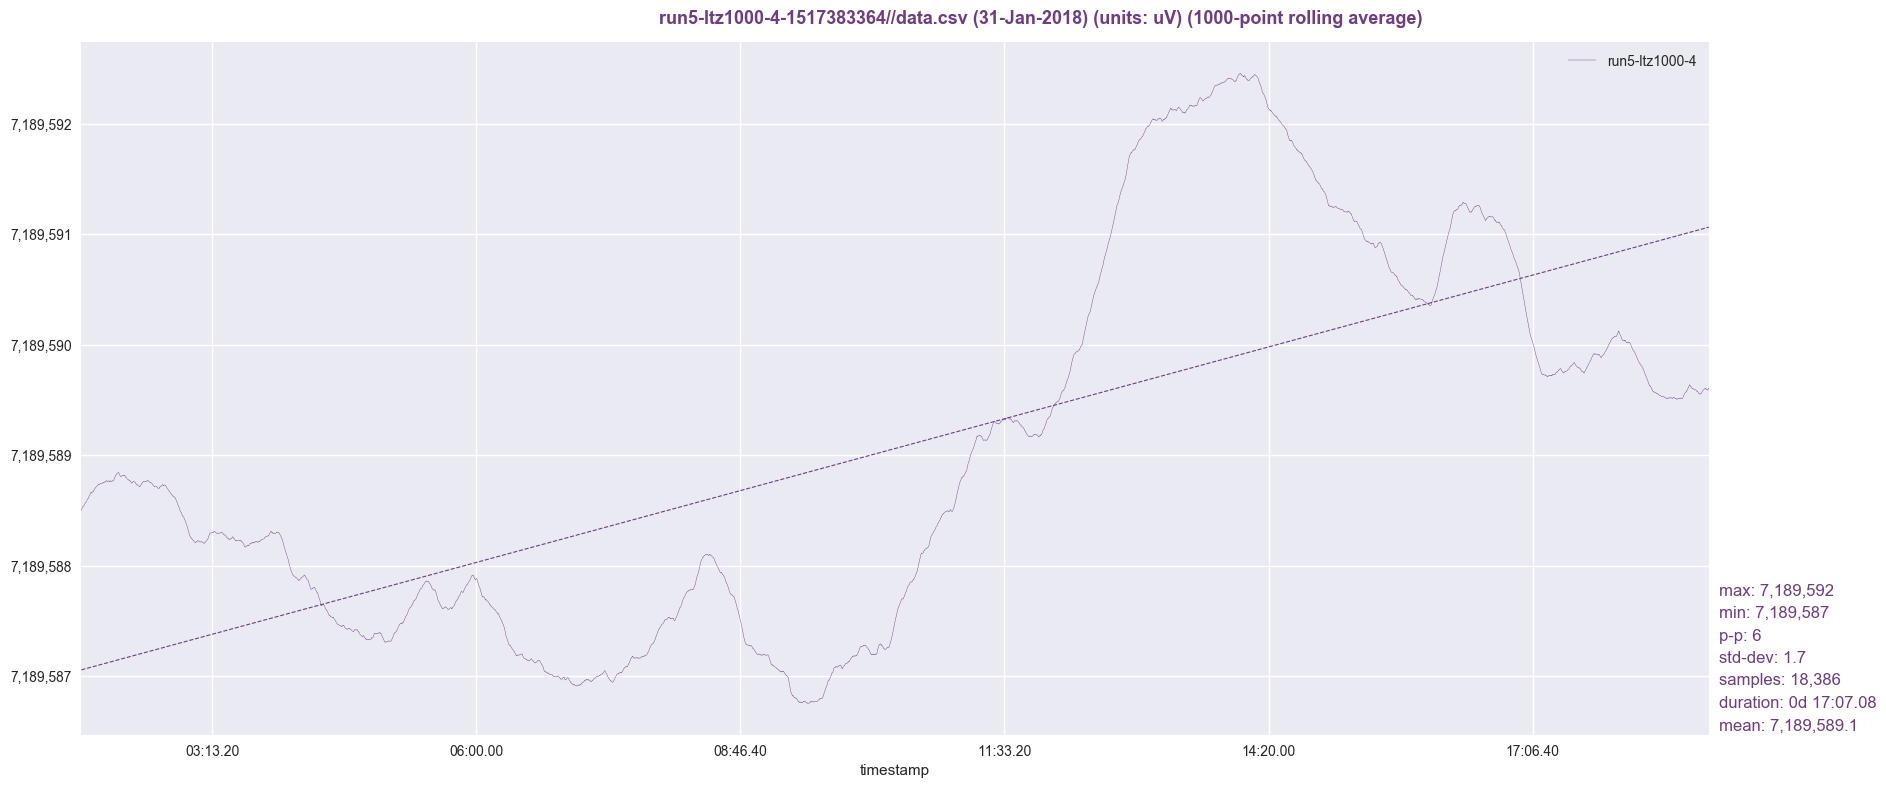 run5-ltz1000-4-1517383364//data.csv (31-Jan-2018) (units: uV) (1000-point rolling average)
run5-ltz1000-4
7,189,592
7,189,591
7,189,590
7,189,589
7,189,588
7,189,587
max: 7,189,592
min: 7,189,587
p-p: 6
std-dev: 1.7
samples: 18,386
duration: 0d 17:07.08
mean: 7,189,589.1
03:13.20
06:00.00
08:46.40
11:33.20
14:20.00
17:06.40
timestamp